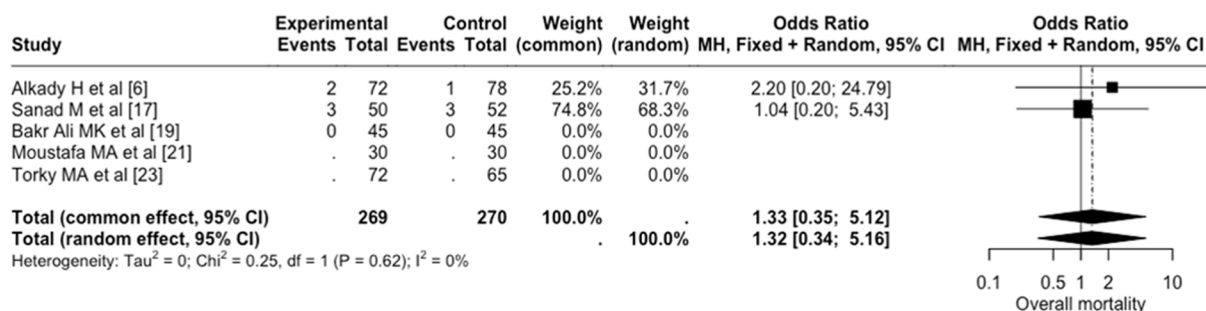 Experimental Control Weight Weight Odds Ratio Odds Ratio
Study Events Total Events Total (common) (random) MH, Fixed + Random, 95% CI MH, Fixed + Random, 95% CI
Alkady H et al [6] 2 72 1 78 25.2% 31.7% 2.20 [0.20; 24.79]
Sanad M et al [17] 3 50 3 52 74.8% 68.3% 1.04 [0.20; 5.43]
Bakr Ali MK et al [19] 0 45 0 45 0.0% 0.0%
Moustafa MA et al [21] . 30 . 30 0.0% 0.0%
Torky MA et al [23] . 72 . 65 0.0% 0.0%
Total (common effect, 95% CI) 269 270 100.0% . 1.33 [0.35; 5.12]
Total (random effect, 95% CI) . 100.0% 1.32 [0.34; 5.16]
Heterogeneity: Tau² = 0; Chi² = 0.25, df = 1 (P = 0.62); I² = 0%
0.1 0.5 1 2 10
Overall mortality